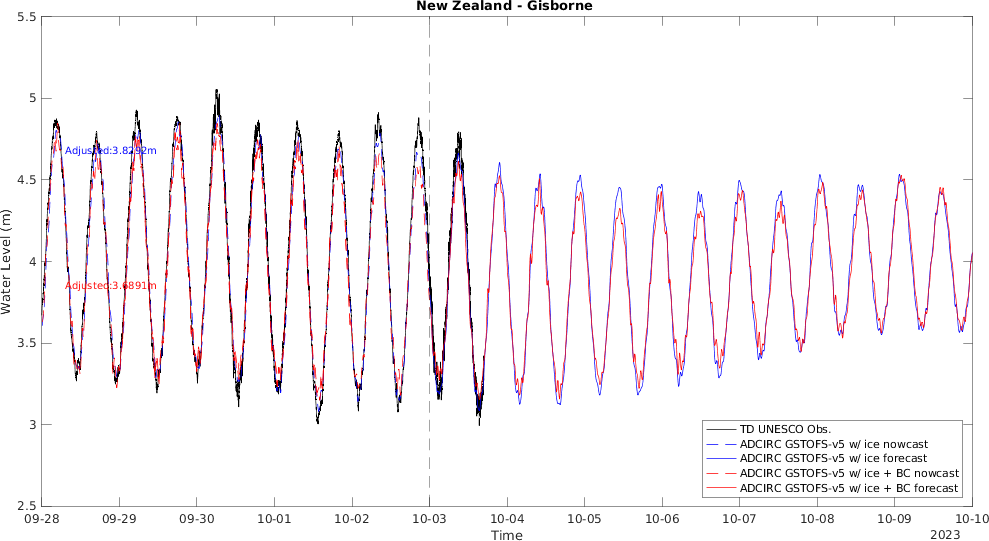 New Zealand - Gisborne
5.5
5
4.5
4
3.5
3
2.5
Water Level (m)
Adjusted:3.8292m
Adjusted:3.6891m
TD UNESCO Obs.
ADCIRC GSTOFS-v5 w/ ice nowcast
ADCIRC GSTOFS-v5 w/ ice forecast
ADCIRC GSTOFS-v5 w/ ice + BC nowcast
ADCIRC GSTOFS-v5 w/ ice + BC forecast
09-28 09-29 09-30 10-01 10-02 10-03 10-04 10-05 10-06 10-07 10-08 10-09 10-10
Time
2023